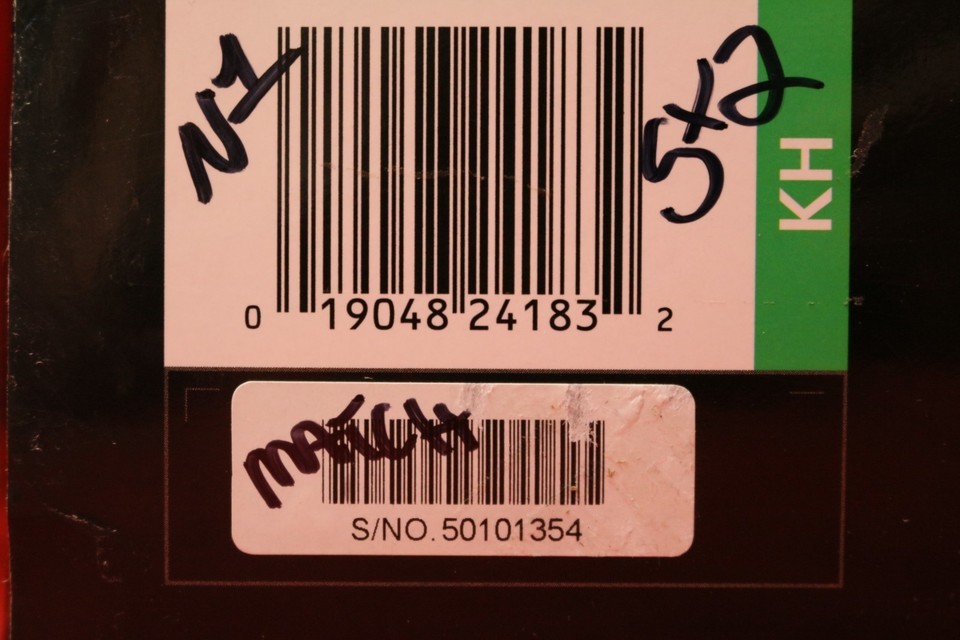 N1
5x2
KH
0 19048 24183 2
MATCH
S/NO. 50101354